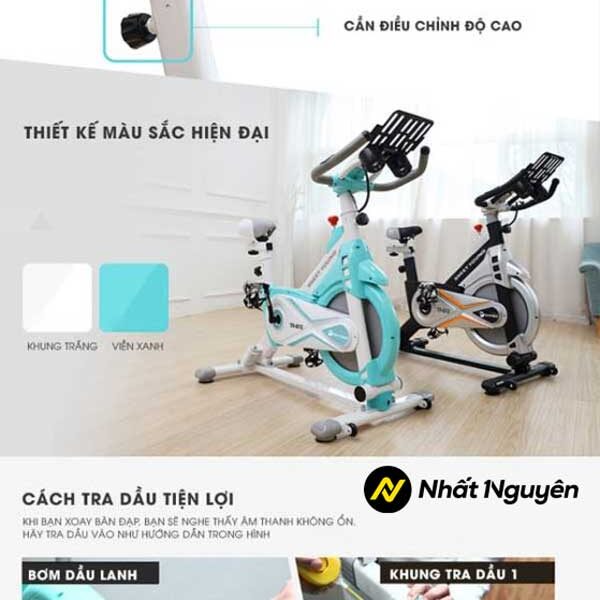 CẦN ĐIỀU CHỈNH ĐỘ CAO
THIẾT KẾ MÀU SẮC HIỆN ĐẠI
KHUNG TRẮNG
VIỀN XANH
CÁCH TRA DẦU TIỆN LỢI
Nhất Nguyên
KHI BẠN XOAY BÀN ĐẠP, BẠN SẼ NGHE THẤY ÂM THANH KHÔNG ỔN.
HÃY TRA DẦU VÀO NHƯ HƯỚNG DẪN TRONG HÌNH
BƠM DẦU LANH
KHUNG TRA DẦU 1